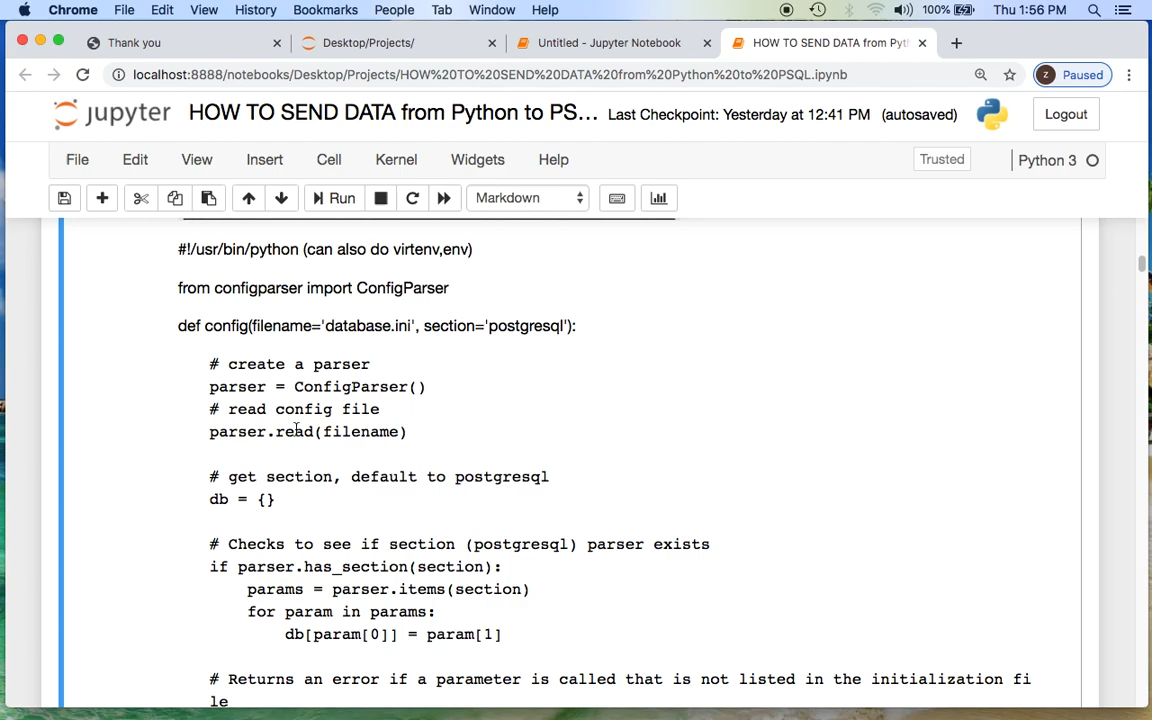 Chrome File Edit View History Bookmarks People Tab Window Help 100% Thu 1:56 PM
Thank you Desktop/Projects/ Untitled - Jupyter Notebook HOW TO SEND DATA from Pyth
localhost:8888/notebooks/Desktop/Projects/HOW%20TO%20SEND%20DATA%20from%20Python%20to%20PSQL.ipynb Z Paused
jupyter HOW TO SEND DATA from Python to PS... Last Checkpoint: Yesterday at 12:41 PM (autosaved) Logout
File Edit View Insert Cell Kernel Widgets Help Trusted Python 3
Run Markdown
#!/usr/bin/python (can also do virtenv,env)
from configparser import ConfigParser
def config(filename='database.ini', section='postgresql'):
# create a parser
parser = ConfigParser()
# read config file
parser.read(filename)
# get section, default to postgresql
db = {}
# Checks to see if section (postgresql) parser exists
if parser.has_section(section):
params = parser.items(section)
for param in params:
db[param[0]] = param[1]
# Returns an error if a parameter is called that is not listed in the initialization fi
le